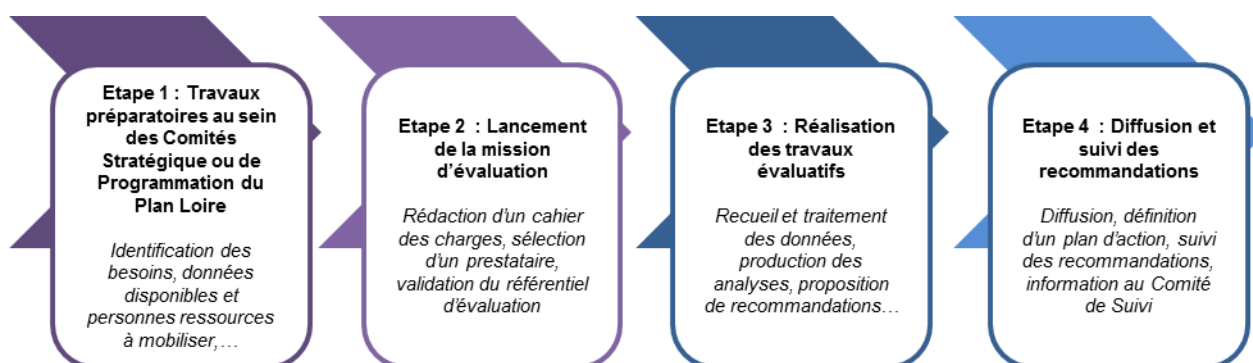 Etape 1 : Travaux
préparatoires au sein
des Comités
Stratégique ou de
Programmation du
Plan Loire
Identification des
besoins, données
disponibles et
personnes ressources
à mobiliser,…
Etape 2 : Lancement
de la mission
d'évaluation
Rédaction d'un cahier
des charges, sélection
d'un prestataire,
validation du référentiel
d'évaluation
Etape 3 : Réalisation
des travaux
évaluatifs
Recueil et traitement
des données,
production des
analyses, proposition
de recommandations…
Etape 4 : Diffusion et
suivi des
recommandations
Diffusion, définition
d'un plan d'action, suivi
des recommandations,
information au Comité
de Suivi